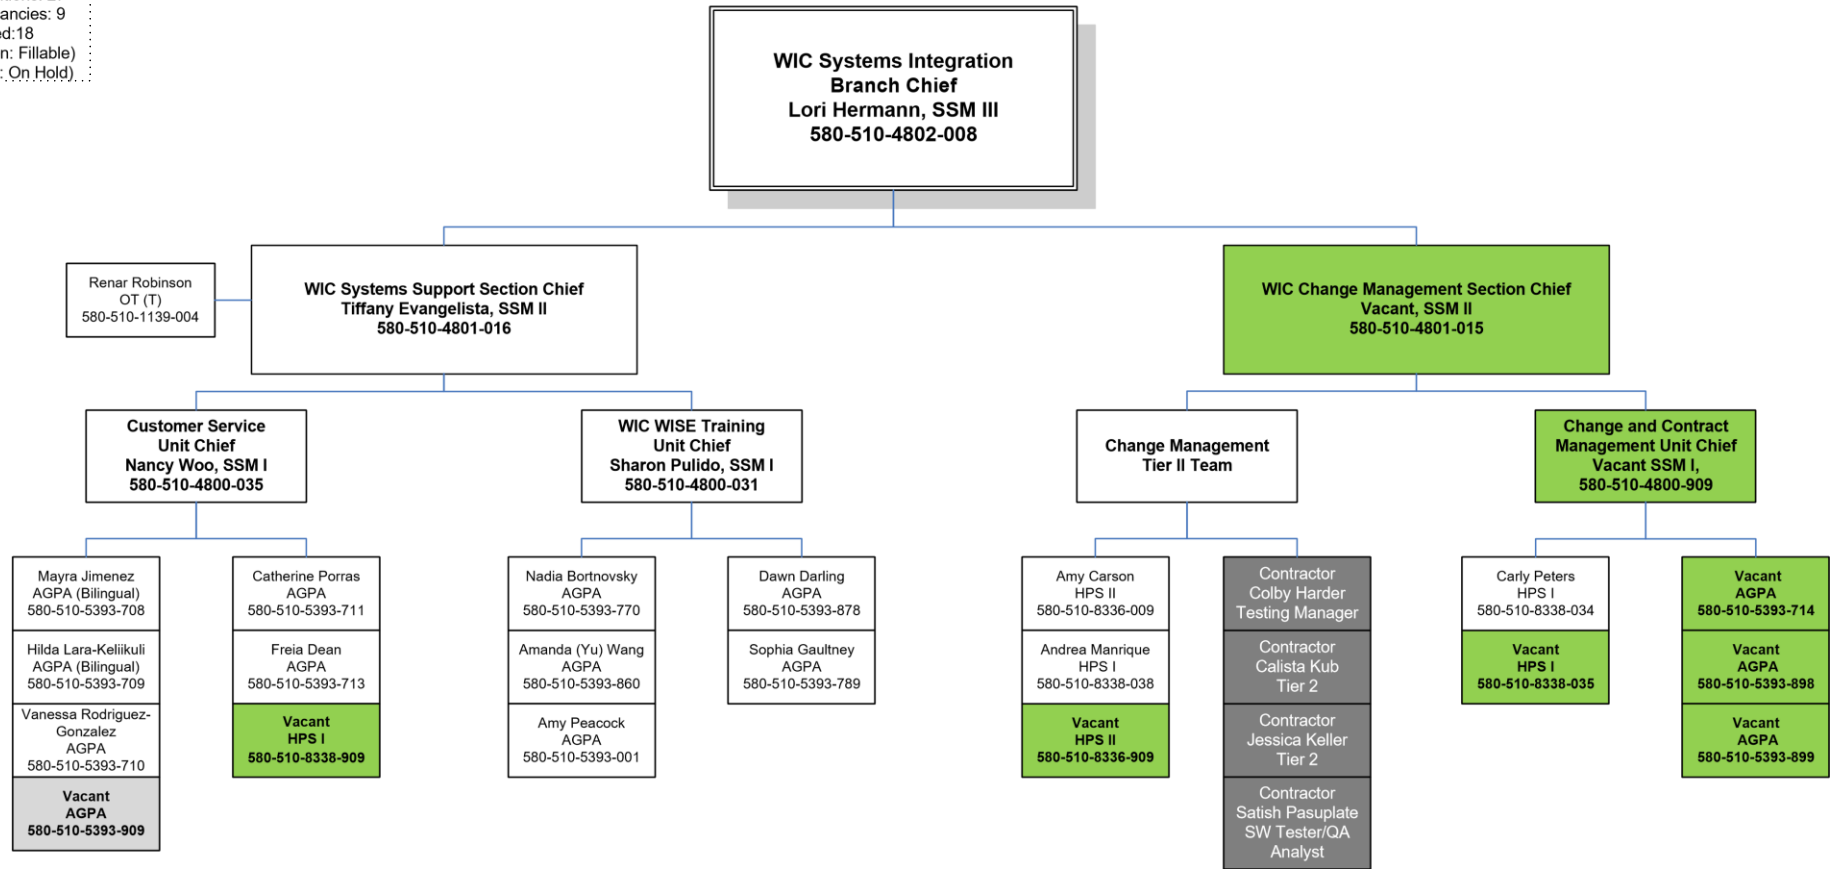 ancies: 9
ed:18
n: Fillable)
: On Hold)
WIC Systems Integration
Branch Chief
Lori Hermann, SSM III
580-510-4802-008
Renar Robinson
OT (T)
580-510-1139-004
WIC Systems Support Section Chief
Tiffany Evangelista, SSM II
580-510-4801-016
WIC Change Management Section Chief
Vacant, SSM II
580-510-4801-015
Customer Service
Unit Chief
Nancy Woo, SSM I
580-510-4800-035
WIC WISE Training
Unit Chief
Sharon Pulido, SSM I
580-510-4800-031
Change Management
Tier II Team
Change and Contract
Management Unit Chief
Vacant SSM I,
580-510-4800-909
Mayra Jimenez
AGPA (Bilingual)
580-510-5393-708
Hilda Lara-Keliikuli
AGPA (Bilingual)
580-510-5393-709
Vanessa Rodriguez-
Gonzalez
AGPA
580-510-5393-710
Vacant
AGPA
580-510-5393-909
Catherine Porras
AGPA
580-510-5393-711
Freia Dean
AGPA
580-510-5393-713
Vacant
HPS I
580-510-8338-909
Nadia Bortnovsky
AGPA
580-510-5393-770
Amanda (Yu) Wang
AGPA
580-510-5393-860
Amy Peacock
AGPA
580-510-5393-001
Dawn Darling
AGPA
580-510-5393-878
Sophia Gaultney
AGPA
580-510-5393-789
Amy Carson
HPS II
580-510-8336-009
Andrea Manrique
HPS I
580-510-8338-038
Vacant
HPS II
580-510-8336-909
Contractor
Colby Harder
Testing Manager
Contractor
Calista Kub
Tier 2
Contractor
Jessica Keller
Tier 2
Contractor
Satish Pasuplate
SW Tester/QA
Analyst
Carly Peters
HPS I
580-510-8338-034
Vacant
HPS I
580-510-8338-035
Vacant
AGPA
580-510-5393-714
Vacant
AGPA
580-510-5393-898
Vacant
AGPA
580-510-5393-899